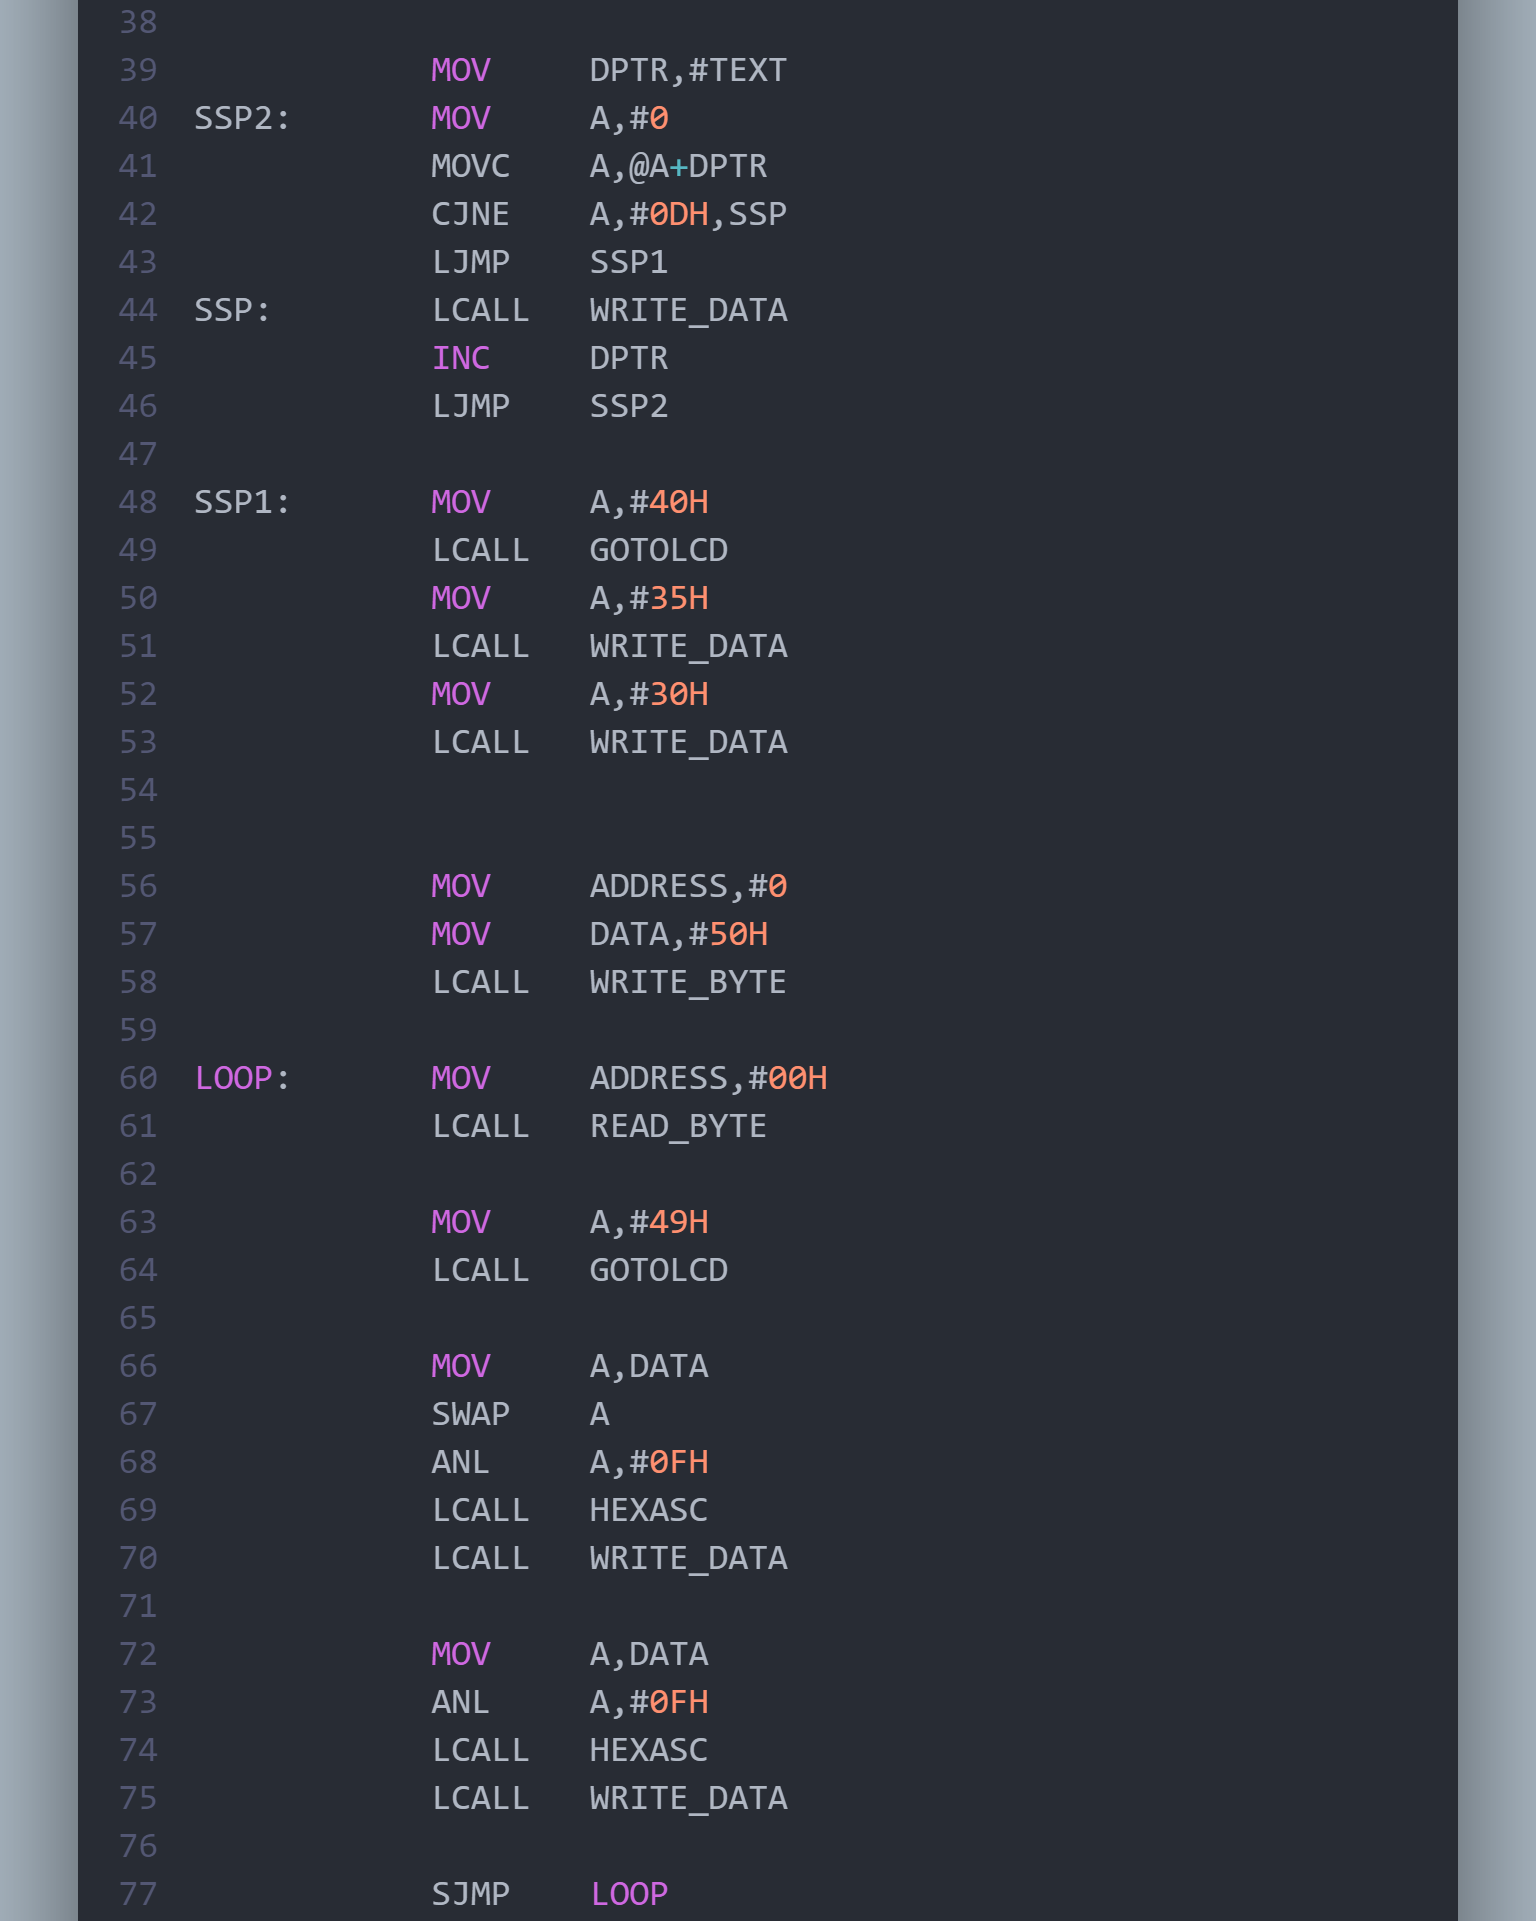 38
39 MOV DPTR,#TEXT
40 SSP2: MOV A,#0
41 MOVC A,@A+DPTR
42 CJNE A,#0DH,SSP
43 LJMP SSP1
44 SSP: LCALL WRITE_DATA
45 INC DPTR
46 LJMP SSP2
47
48 SSP1: MOV A,#40H
49 LCALL GOTOLCD
50 MOV A,#35H
51 LCALL WRITE_DATA
52 MOV A,#30H
53 LCALL WRITE_DATA
54
55
56 MOV ADDRESS,#0
57 MOV DATA,#50H
58 LCALL WRITE_BYTE
59
60 LOOP: MOV ADDRESS,#00H
61 LCALL READ_BYTE
62
63 MOV A,#49H
64 LCALL GOTOLCD
65
66 MOV A,DATA
67 SWAP A
68 ANL A,#0FH
69 LCALL HEXASC
70 LCALL WRITE_DATA
71
72 MOV A,DATA
73 ANL A,#0FH
74 LCALL HEXASC
75 LCALL WRITE_DATA
76
77 SJMP LOOP